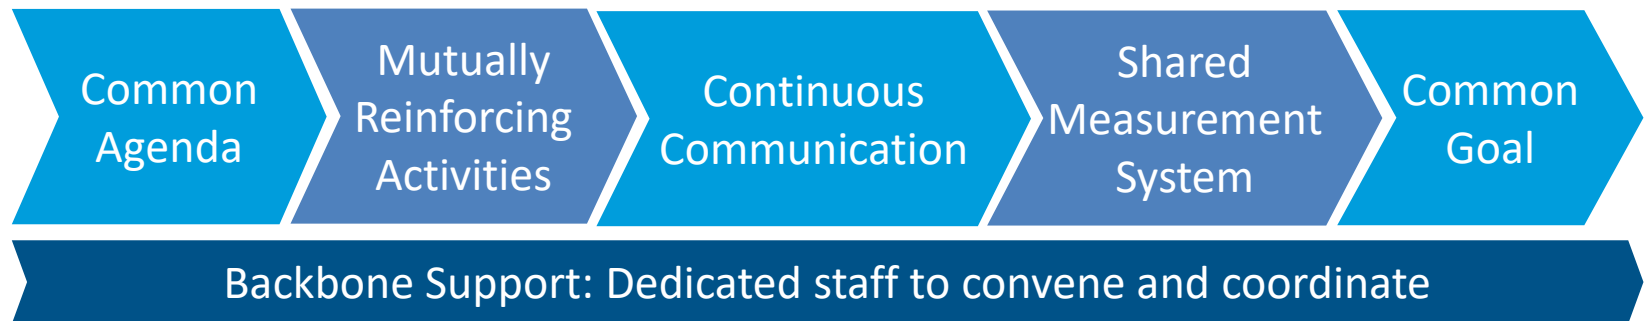 Common
Agenda
Mutually
Reinforcing
Activities
Continuous
Communication
Shared
Measurement
System
Common
Goal
Backbone Support: Dedicated staff to convene and coordinate